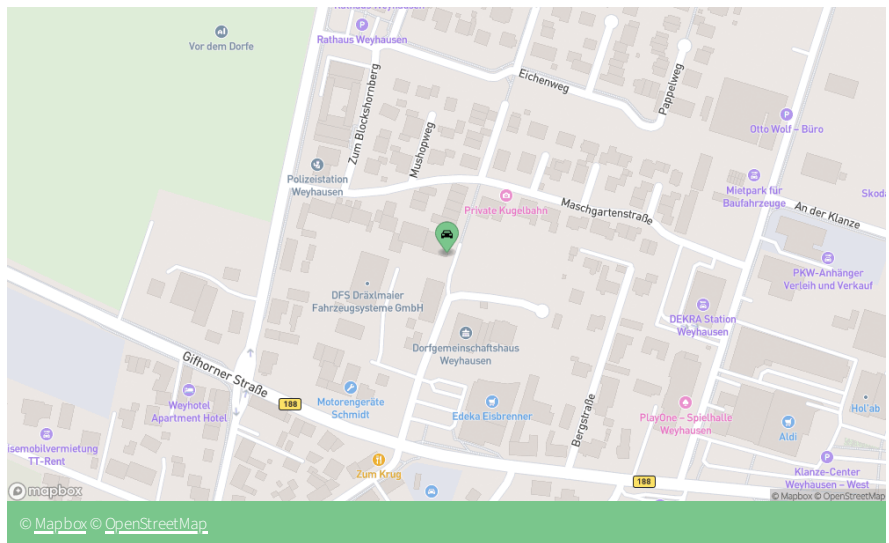 Rathaus Weyhausen
Rathaus Weyhausen
Vor dem Dorfe
Eichenweg
Pappelweg
Zum Blockshornberg
Otto Wolf – Büro
Mushopweg
Polizeistation
Weyhausen
Mietpark für
Baufahrzeuge
Skoda
Private Kugelbahn
Maschgartenstraße
An der Klanze
PKW-Anhänger
Verleih und Verkauf
DFS Dräxlmaier
Fahrzeugsysteme GmbH
DEKRA Station
Weyhausen
Dorfgemeinschaftshaus
Weyhausen
Gifhorner Straße
188
Weyhotel
Apartment Hotel
Motorengeräte
Schmidt
Edeka Eisbrenner
Bergstraße
PlayOne – Spielhalle
Weyhausen
Hol'ab
Aldi
isemobilvermietung
TT-Rent
Zum Krug
188
Klanze-Center
Weyhausen – West
mapbox
© Mapbox © OpenStreetMap
© Mapbox © OpenStreetMap